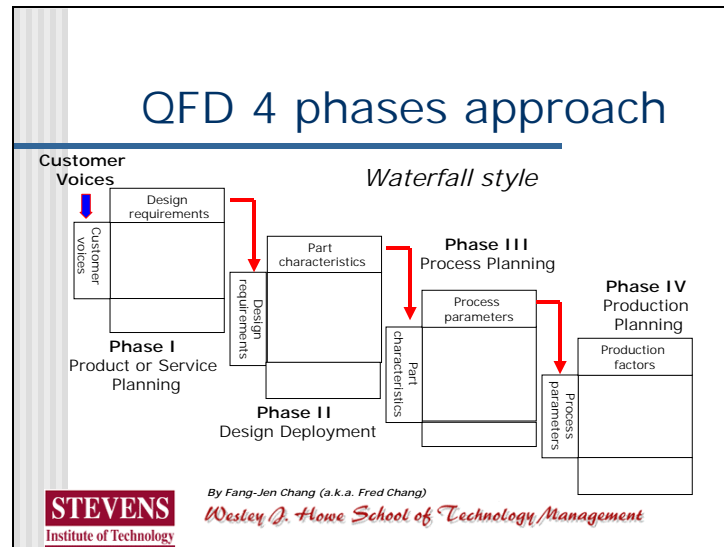 QFD 4 phases approach
Customer
Voices
Waterfall style
Design
requirements
Customer
voices
Phase I
Product or Service
Planning
Part
characteristics
Design
requirements
Phase II
Design Deployment
Phase III
Process Planning
Process
parameters
Part
characteristics
Phase IV
Production
Planning
Production
factors
Process
parameters
By Fang-Jen Chang (a.k.a. Fred Chang)
STEVENS
Institute of Technology
Wesley J. Howe School of Technology Management